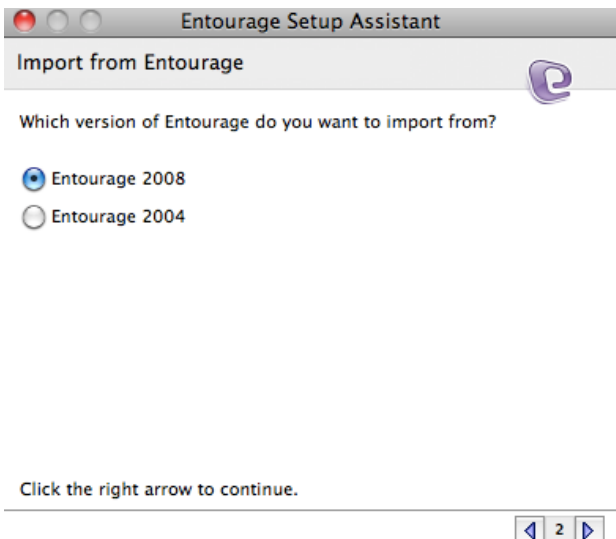 Entourage Setup Assistant
Import from Entourage
Which version of Entourage do you want to import from?
Entourage 2008
Entourage 2004
Click the right arrow to continue.
2